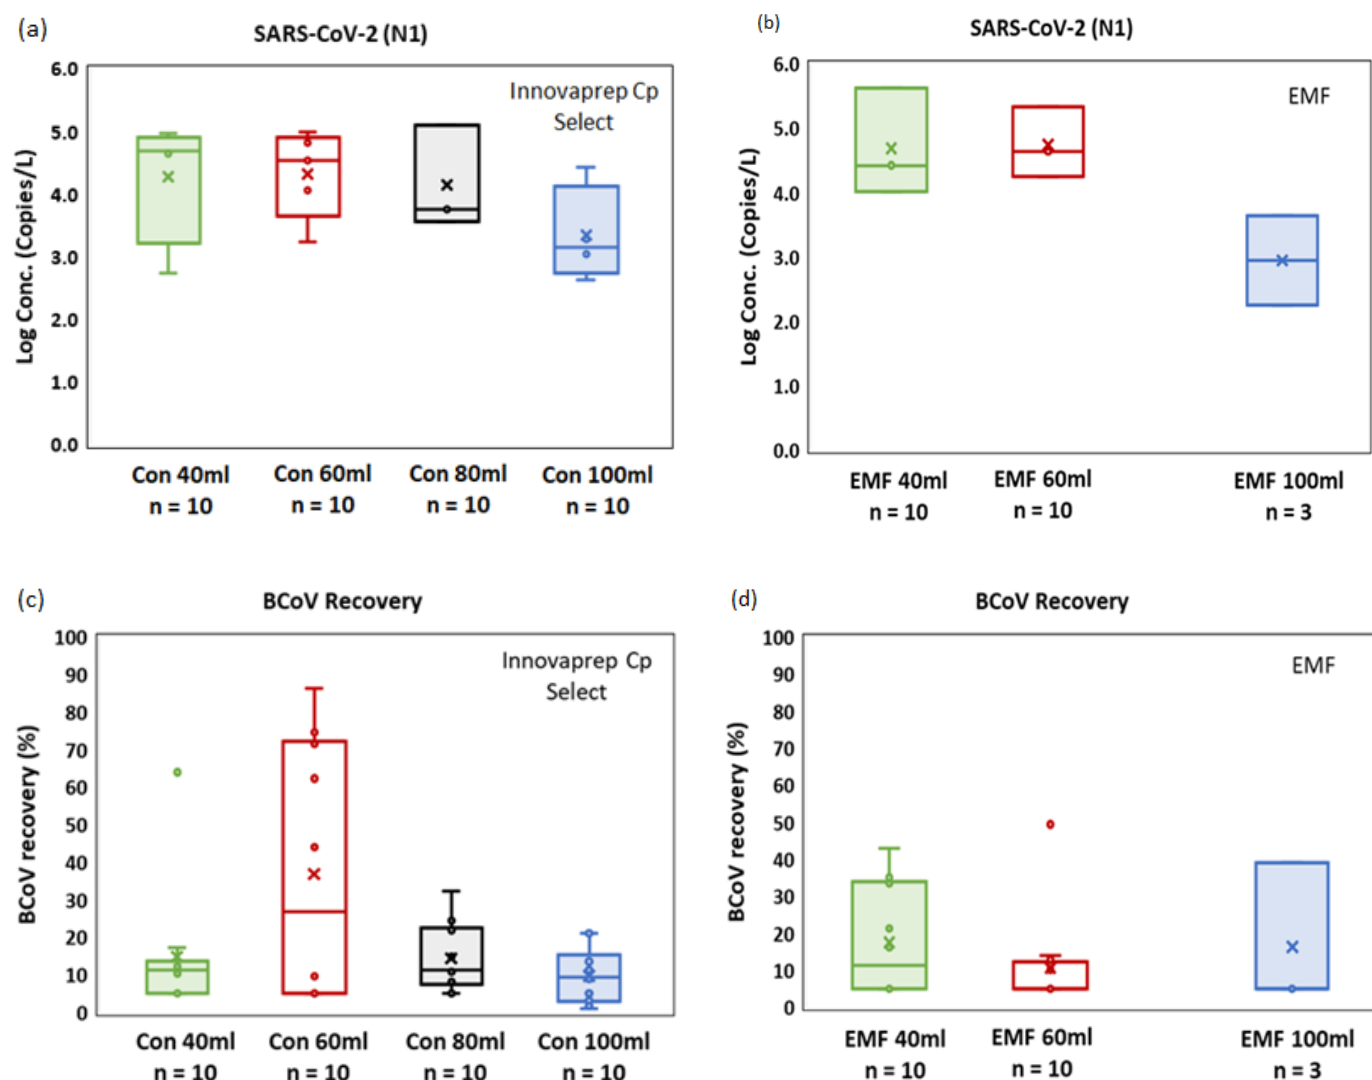 (a)
SARS-CoV-2 (N1)
Innovaprep Cp
Select
Log Conc. (Copies/L)
6.0
5.0
4.0
3.0
2.0
1.0
0.0
Con 40ml
n = 10
Con 60ml
n = 10
Con 80ml
n = 10
Con 100ml
n = 10
(b)
SARS-CoV-2 (N1)
EMF
Log Conc. (Copies/L)
6.0
5.0
4.0
3.0
2.0
1.0
0.0
EMF 40ml
n = 10
EMF 60ml
n = 10
EMF 100ml
n = 3
(c)
BCoV Recovery
Innovaprep Cp
Select
BCoV recovery (%)
100
90
80
70
60
50
40
30
20
10
0
Con 40ml
n = 10
Con 60ml
n = 10
Con 80ml
n = 10
Con 100ml
n = 10
(d)
BCoV Recovery
EMF
BCoV recovery (%)
100
90
80
70
60
50
40
30
20
10
0
EMF 40ml
n = 10
EMF 60ml
n = 10
EMF 100ml
n = 3